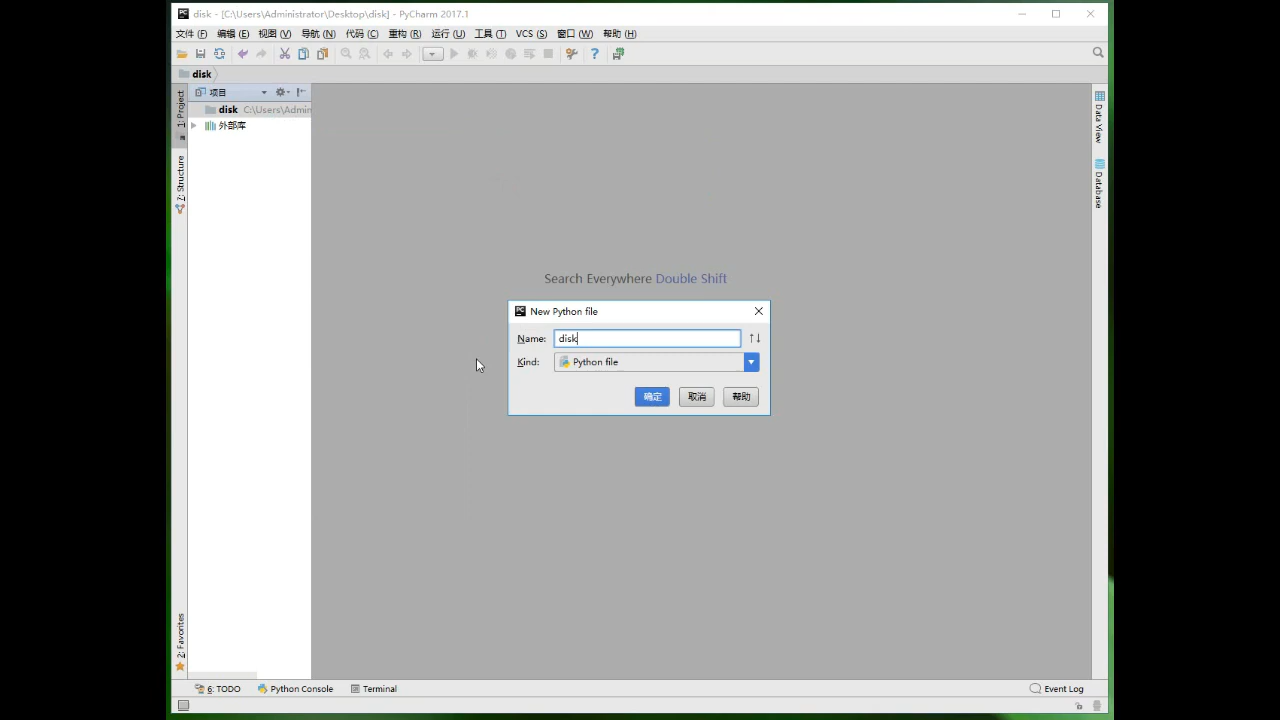 disk - [C:\Users\Administrator\Desktop\disk] - PyCharm 2017.1
文件 (F) 编辑 (E) 视图 (V) 导航 (N) 代码 (C) 重构 (R) 运行 (U) 工具 (T) VCS (S) 窗口 (W) 帮助 (H)
disk
项目
disk C:\Users\Admin
外部库
1: Project
7: Structure
2: Favorites
Data View
Database
Search Everywhere Double Shift
New Python file
Name: disk
Kind: Python file
确定 取消 帮助
6: TODO Python Console Terminal Event Log